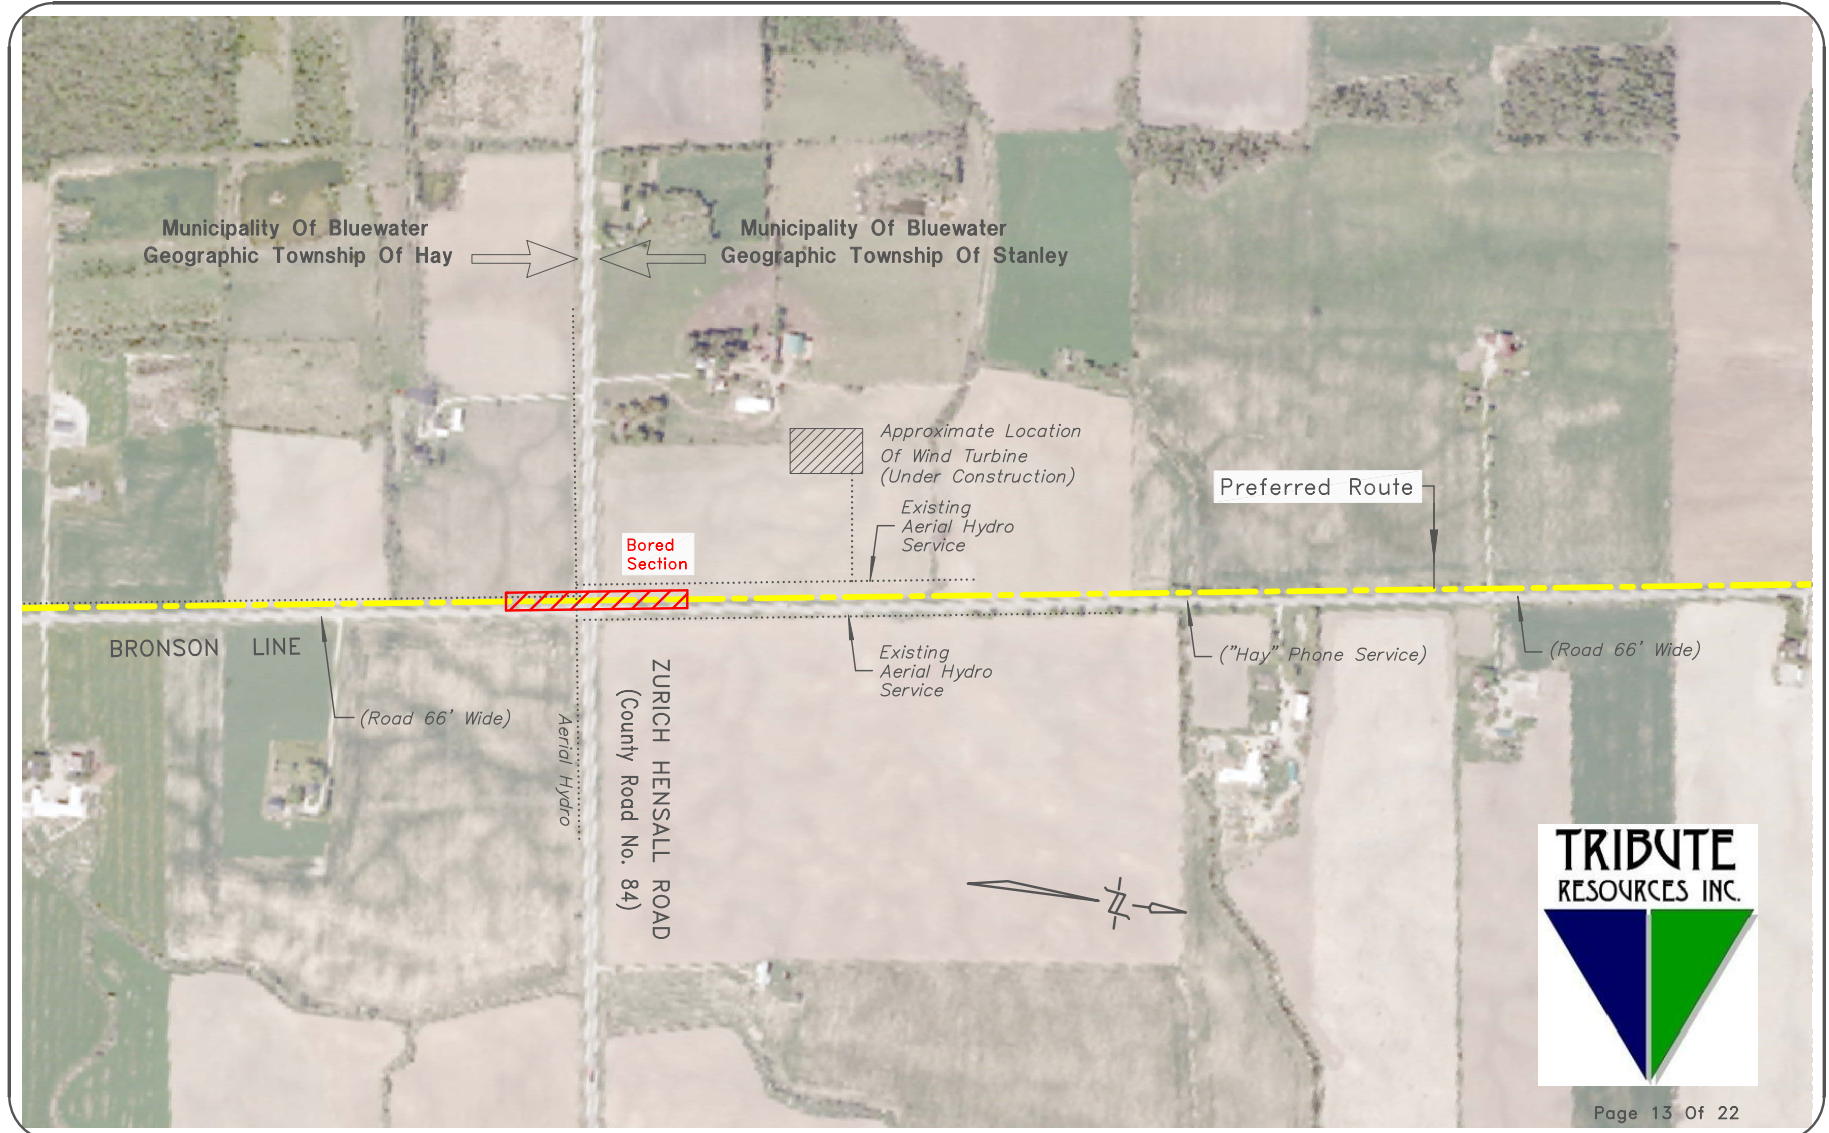 Municipality Of Bluewater
Geographic Township Of Hay
Municipality Of Bluewater
Geographic Township Of Stanley
Approximate Location
Of Wind Turbine
(Under Construction)
Existing
Aerial Hydro
Service
Preferred Route
Bored
Section
BRONSON LINE
(Road 66' Wide)
Aerial Hydro
ZURICH HENSALL ROAD
(County Road No. 84)
Existing
Aerial Hydro
Service
("Hay" Phone Service)
(Road 66' Wide)
TRIBUTE
RESOURCES INC.
Page 13 Of 22